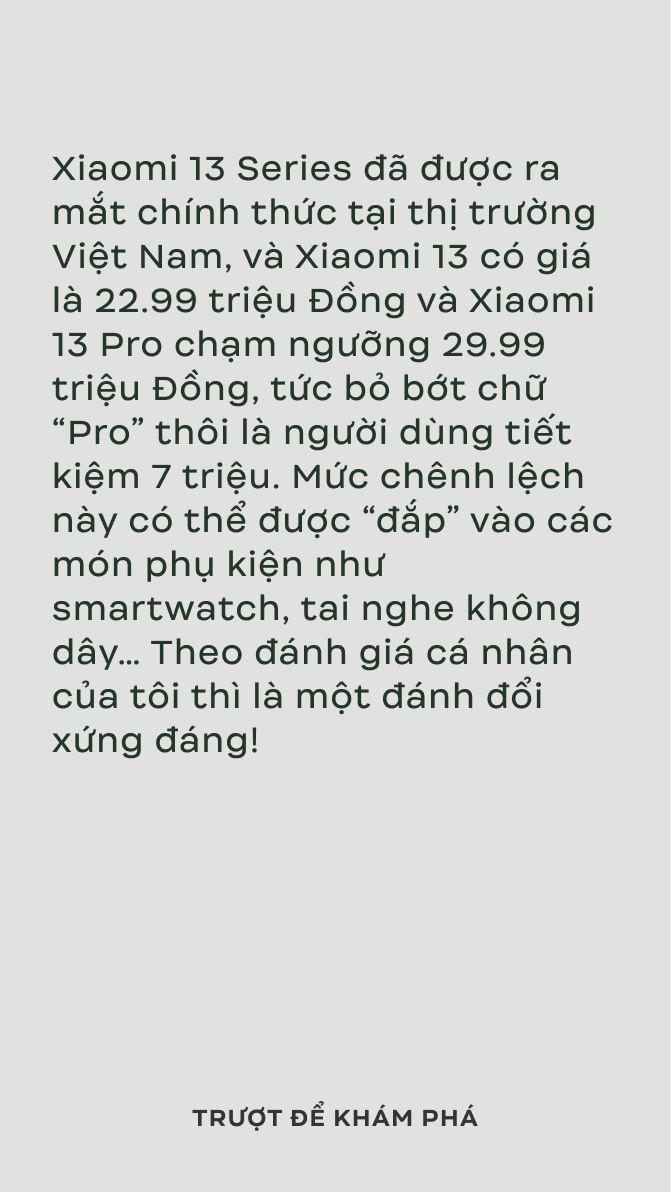 Xiaomi 13 Series đã được ra
mắt chính thức tại thị trường
Việt Nam, và Xiaomi 13 có giá
là 22.99 triệu Đồng và Xiaomi
13 Pro chạm ngưỡng 29.99
triệu Đồng, tức bỏ bớt chữ
“Pro” thôi là người dùng tiết
kiệm 7 triệu. Mức chênh lệch
này có thể được “đắp” vào các
món phụ kiện như
smartwatch, tai nghe không
dây... Theo đánh giá cá nhân
của tôi thì là một đánh đổi
xứng đáng!
TRƯỢT ĐỂ KHÁM PHÁ